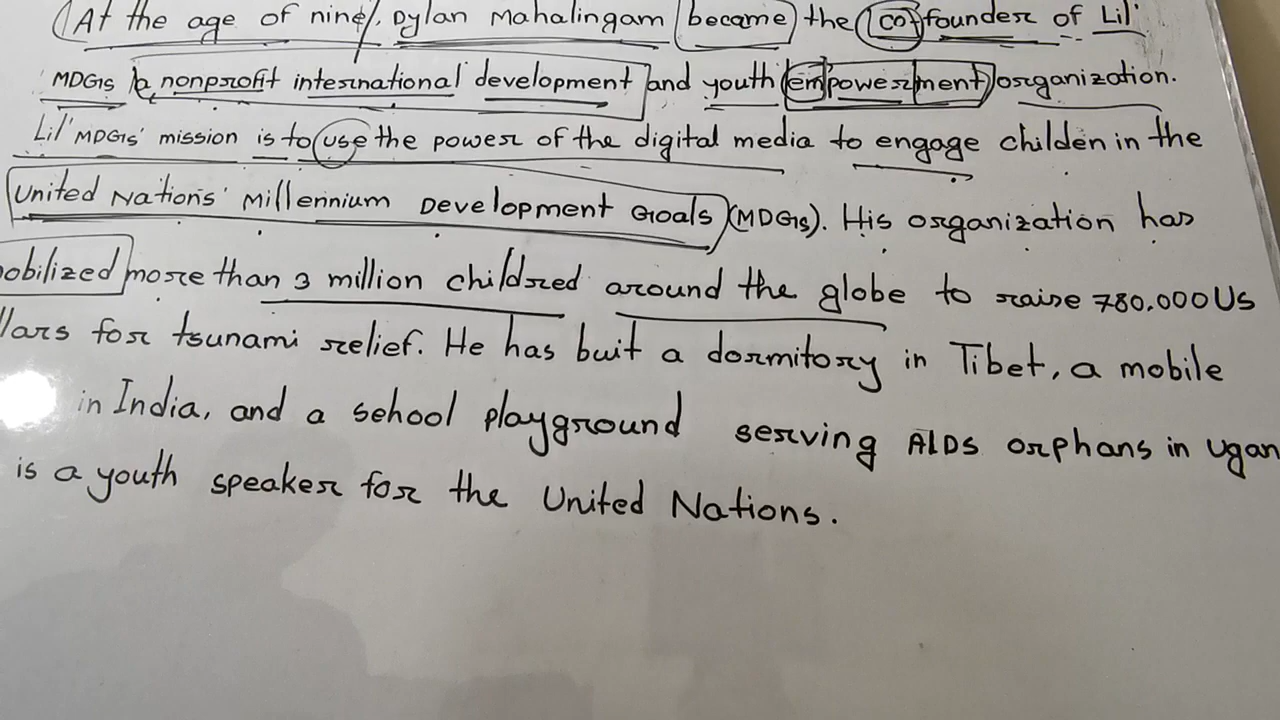 At the age of nine, Dylan Mahalingam became the cofounder of Lil'
MDGs a nonprofit international development and youth empowerment organization.
Lil' MDGs' mission is to use the power of the digital media to engage childen in the
United Nations' Millennium Development Goals (MDGs). His organization has
obilized more than 3 million childred around the globe to raise 780.000 US
llars for tsunami relief. He has buit a dormitory in Tibet, a mobile
in India, and a sehool playground serving AIDS orphans in Ugan
is a youth speaker for the United Nations.